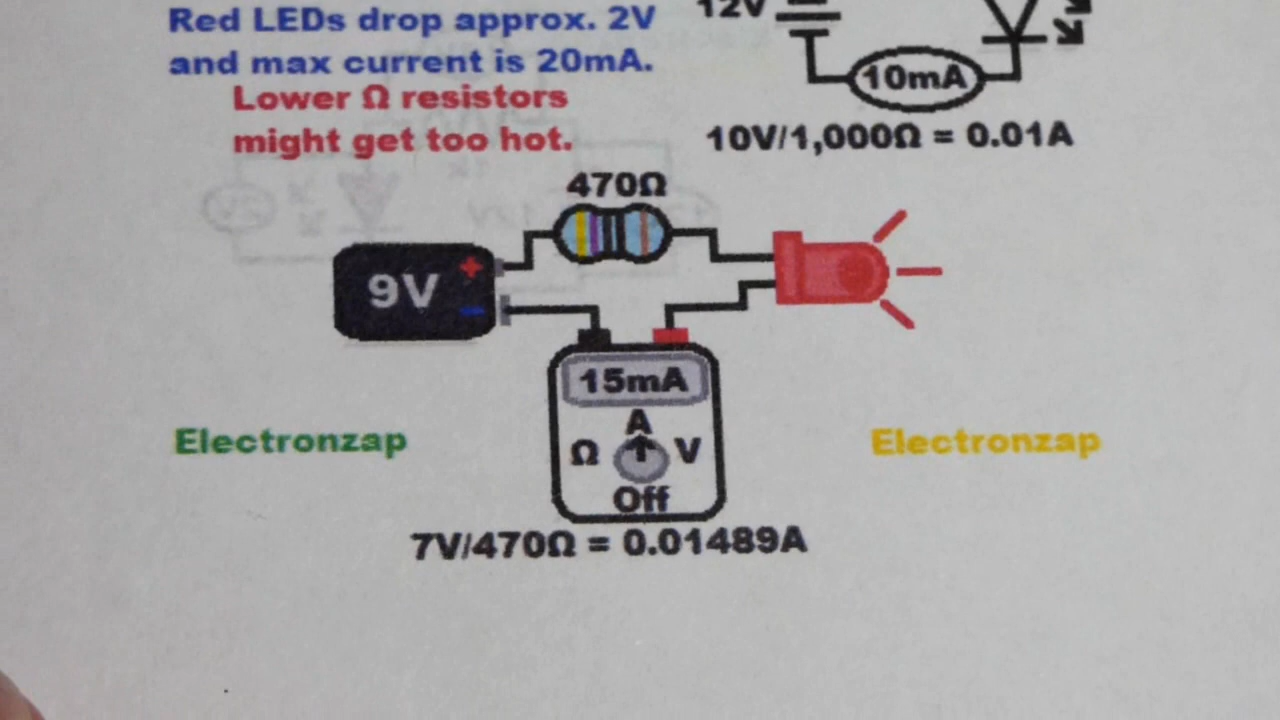 Red LEDs drop approx. 2V
and max current is 20mA.
Lower Ω resistors
might get too hot.
12V
10mA
10V/1,000Ω = 0.01A
470Ω
9V
+
-
15mA
A
Ω
V
Off
Electronzap
Electronzap
7V/470Ω = 0.01489A